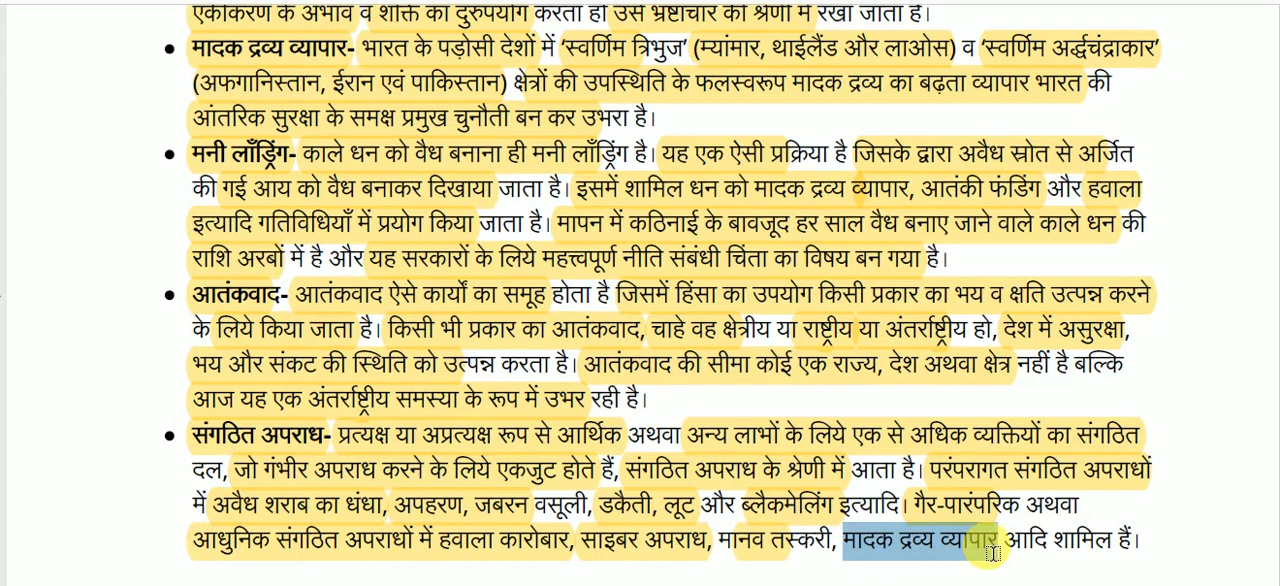 एकीकरण के अभाव व शक्ति का दुरुपयोग करता हो उसे भ्रष्टाचार की श्रेणी में रखा जाता है।
• मादक द्रव्य व्यापार- भारत के पड़ोसी देशों में ‘स्वर्णिम त्रिभुज’ (म्यांमार, थाईलैंड और लाओस) व ‘स्वर्णिम अर्द्धचंद्राकार’
(अफगानिस्तान, ईरान एवं पाकिस्तान) क्षेत्रों की उपस्थिति के फलस्वरूप मादक द्रव्य का बढ़ता व्यापार भारत की
आंतरिक सुरक्षा के समक्ष प्रमुख चुनौती बन कर उभरा है।
• मनी लॉंड्रिंग- काले धन को वैध बनाना ही मनी लॉंड्रिंग है। यह एक ऐसी प्रक्रिया है जिसके द्वारा अवैध स्रोत से अर्जित
की गई आय को वैध बनाकर दिखाया जाता है। इसमें शामिल धन को मादक द्रव्य व्यापार, आतंकी फंडिंग और हवाला
इत्यादि गतिविधियाँ में प्रयोग किया जाता है। मापन में कठिनाई के बावजूद हर साल वैध बनाए जाने वाले काले धन की
राशि अरबों में है और यह सरकारों के लिये महत्त्वपूर्ण नीति संबंधी चिंता का विषय बन गया है।
• आतंकवाद- आतंकवाद ऐसे कार्यों का समूह होता है जिसमें हिंसा का उपयोग किसी प्रकार का भय व क्षति उत्पन्न करने
के लिये किया जाता है। किसी भी प्रकार का आतंकवाद, चाहे वह क्षेत्रीय या राष्ट्रीय या अंतर्राष्ट्रीय हो, देश में असुरक्षा,
भय और संकट की स्थिति को उत्पन्न करता है। आतंकवाद की सीमा कोई एक राज्य, देश अथवा क्षेत्र नहीं है बल्कि
आज यह एक अंतर्राष्ट्रीय समस्या के रूप में उभर रही है।
• संगठित अपराध- प्रत्यक्ष या अप्रत्यक्ष रूप से आर्थिक अथवा अन्य लाभों के लिये एक से अधिक व्यक्तियों का संगठित
दल, जो गंभीर अपराध करने के लिये एकजुट होते हैं, संगठित अपराध के श्रेणी में आता है। परंपरागत संगठित अपराधों
में अवैध शराब का धंधा, अपहरण, जबरन वसूली, डकैती, लूट और ब्लैकमेलिंग इत्यादि। गैर-पारंपरिक अथवा
आधुनिक संगठित अपराधों में हवाला कारोबार, साइबर अपराध, मानव तस्करी, मादक द्रव्य व्यापार आदि शामिल हैं।